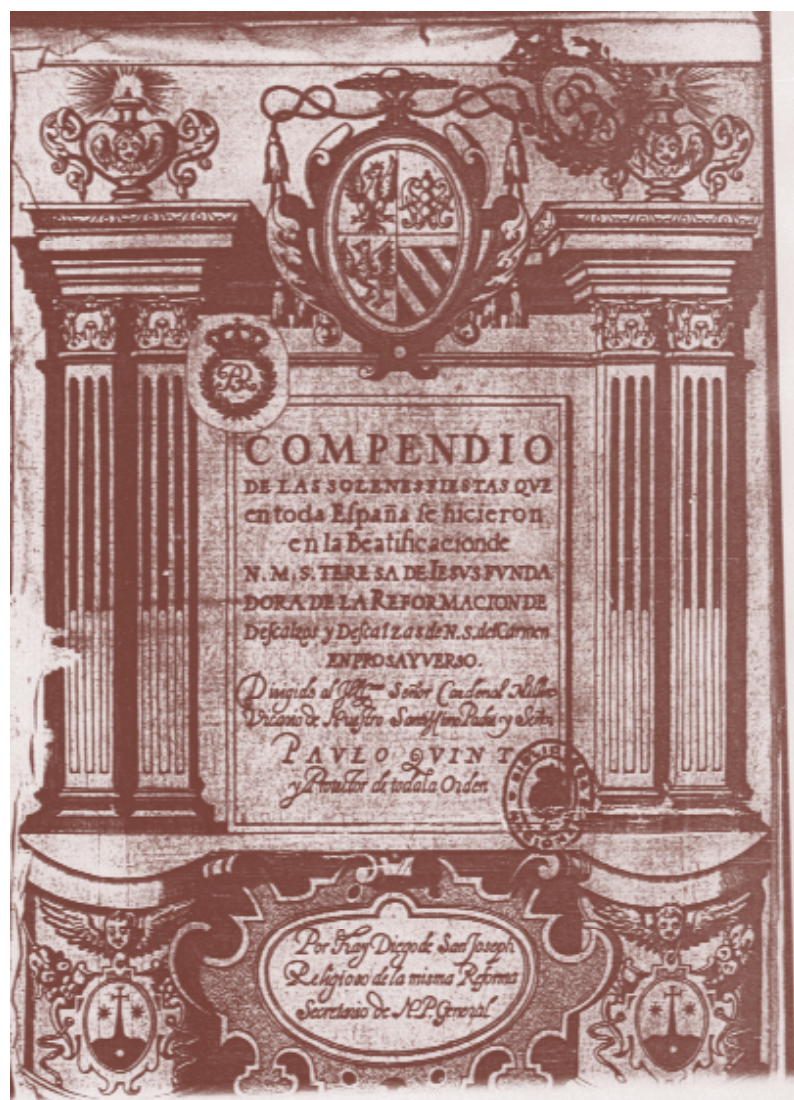 COMPENDIO
DE LAS SOLENES FIESTAS QVE
en toda Eſpaña ſe hicieron
en la Beatificacion de
N. M. S. TERESA DE IESVS FVNDA
DORA DE LA REFORMACION DE
Deſcalços y Deſcalzas de N. S. del Carmen
EN PROSA Y VERSO.
Dirigido al Illmo Señor Cardenal Millino
Vicario de Nueſtro Santiſſimo Padre y Señor
PAVLO QVINT
y Protector de toda la Orden
BIBLIOTECA
Por Fray Diego de San Joseph
Religioso de la misma Reforma
Secretario de N. P. General